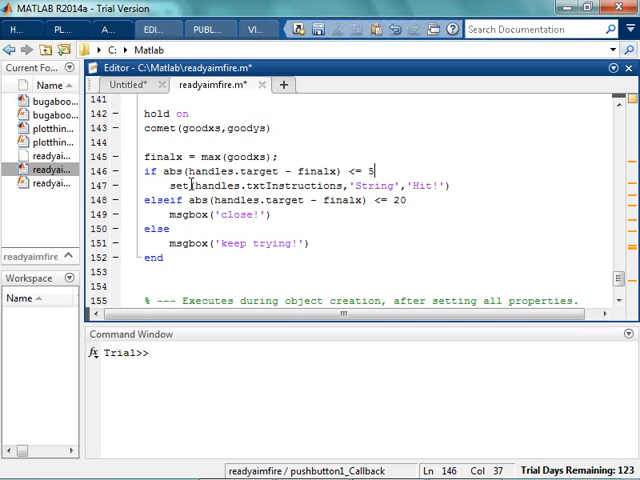 MATLAB R2014a - Trial Version
H... P... A... EDI... PUBL... VI... Search Documentation
C: Matlab
Current Fo...
Name
bugaboo...
bugaboo...
plotthin...
plotthin...
readyai...
readyai...
readyai...
readyaimfire...
Workspace
Name
Editor - C:\Matlab\readyaimfire.m*
Untitled* readyaimfire.m*
141
142 hold on
143 comet(goodxs,goodys)
144
145 finalx = max(goodxs);
146 if abs(handles.target - finalx) <= 5
147 set(handles.txtInstructions,'String','Hit!')
148 elseif abs(handles.target - finalx) <= 20
149 msgbox('close!')
150 else
151 msgbox('keep trying!')
152 end
153
154
155 % --- Executes during object creation, after setting all properties.
Command Window
fx Trial>>
readyaimfire / pushbutton1_Callback Ln 146 Col 37 Trial Days Remaining: 123